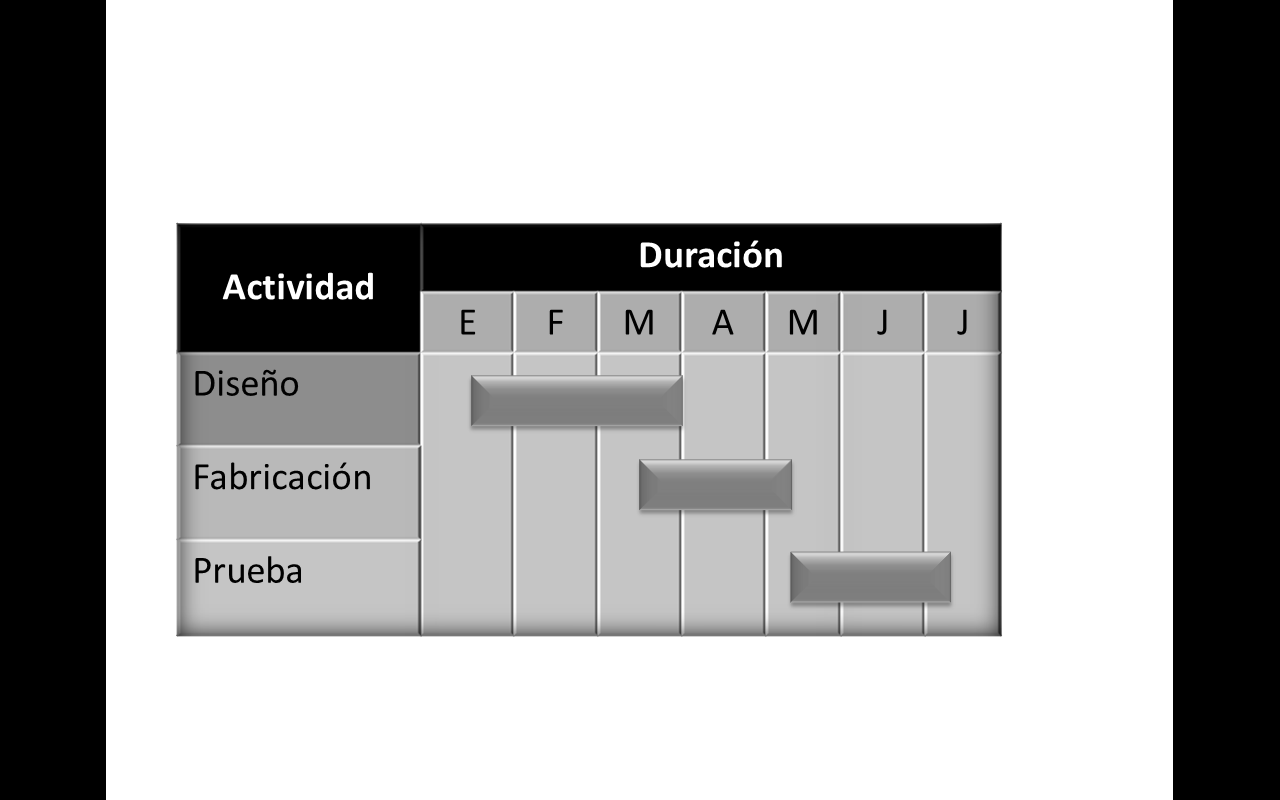 Actividad
Duración
E F M A M J J
Diseño
Fabricación
Prueba